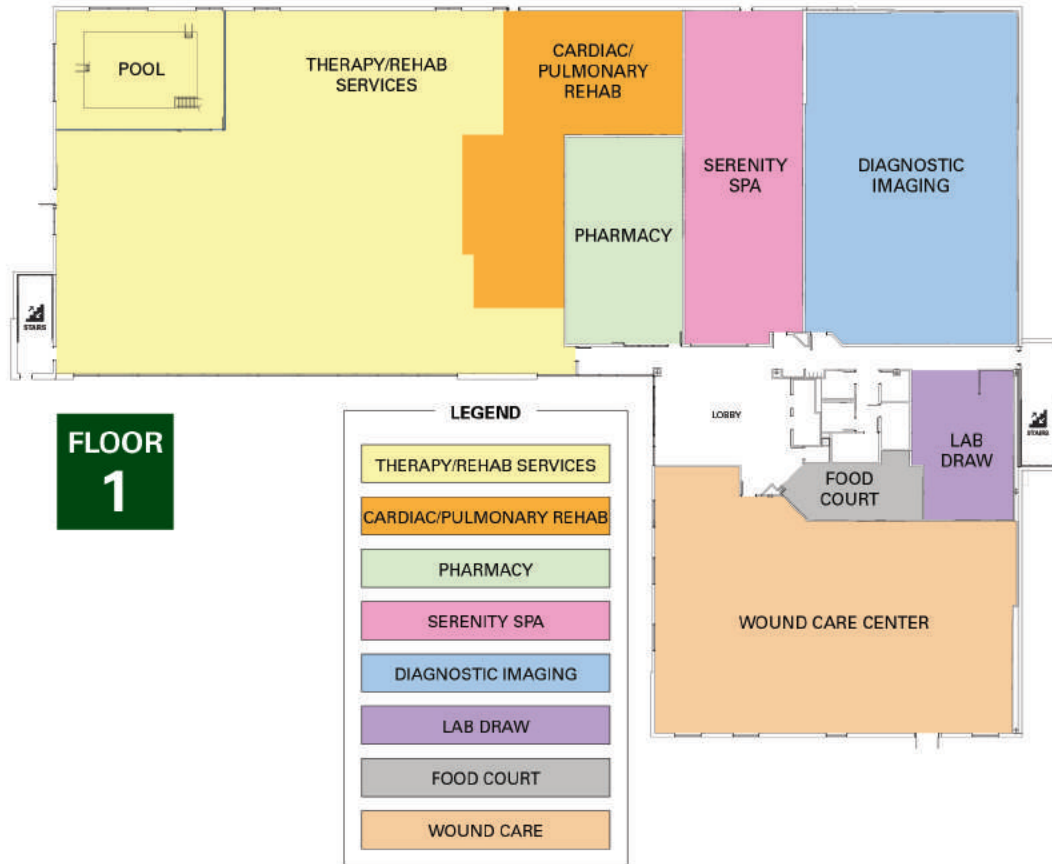 POOL
THERAPY/REHAB
SERVICES
CARDIAC/
PULMONARY
REHAB
SERENITY
SPA
DIAGNOSTIC
IMAGING
PHARMACY
STAIRS
LOBBY
STAIRS
LAB
DRAW
FOOD
COURT
WOUND CARE CENTER
FLOOR
1
LEGEND
THERAPY/REHAB SERVICES
CARDIAC/PULMONARY REHAB
PHARMACY
SERENITY SPA
DIAGNOSTIC IMAGING
LAB DRAW
FOOD COURT
WOUND CARE